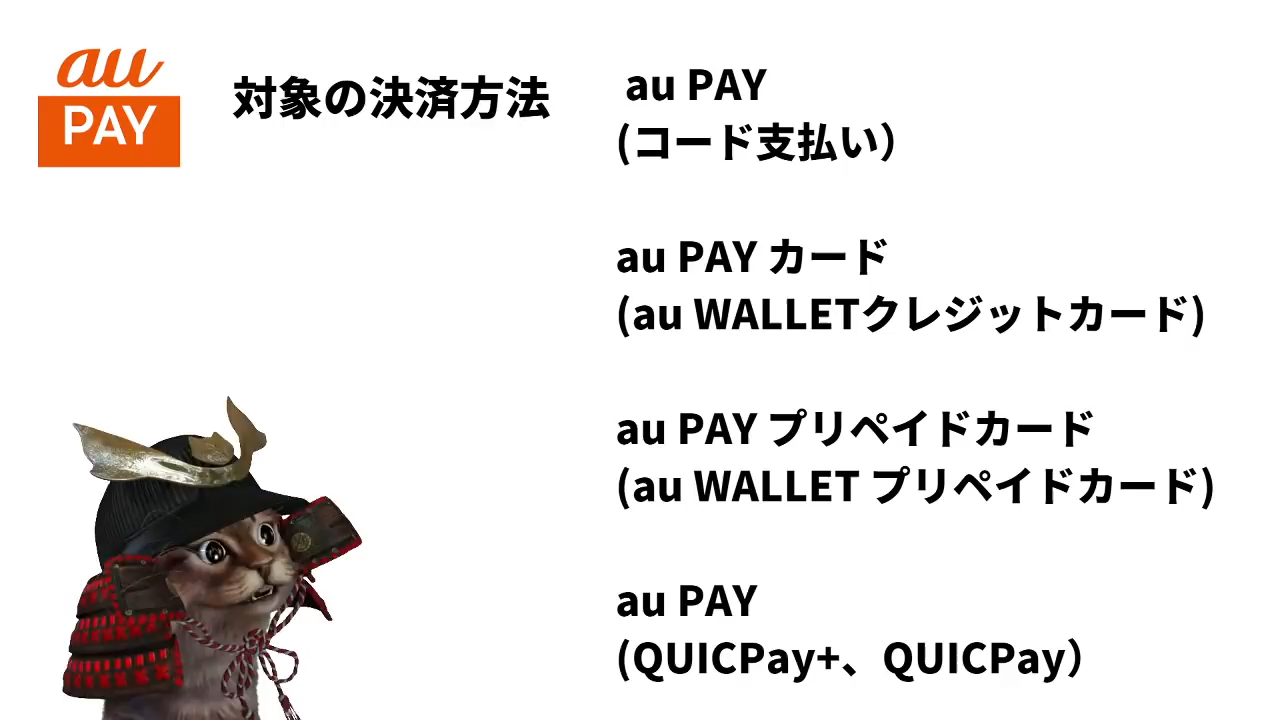 au
PAY
対象の決済方法
au PAY
(コード支払い）
au PAY カード
(au WALLETクレジットカード)
au PAY プリペイドカード
(au WALLET プリペイドカード)
au PAY
(QUICPay+、QUICPay）